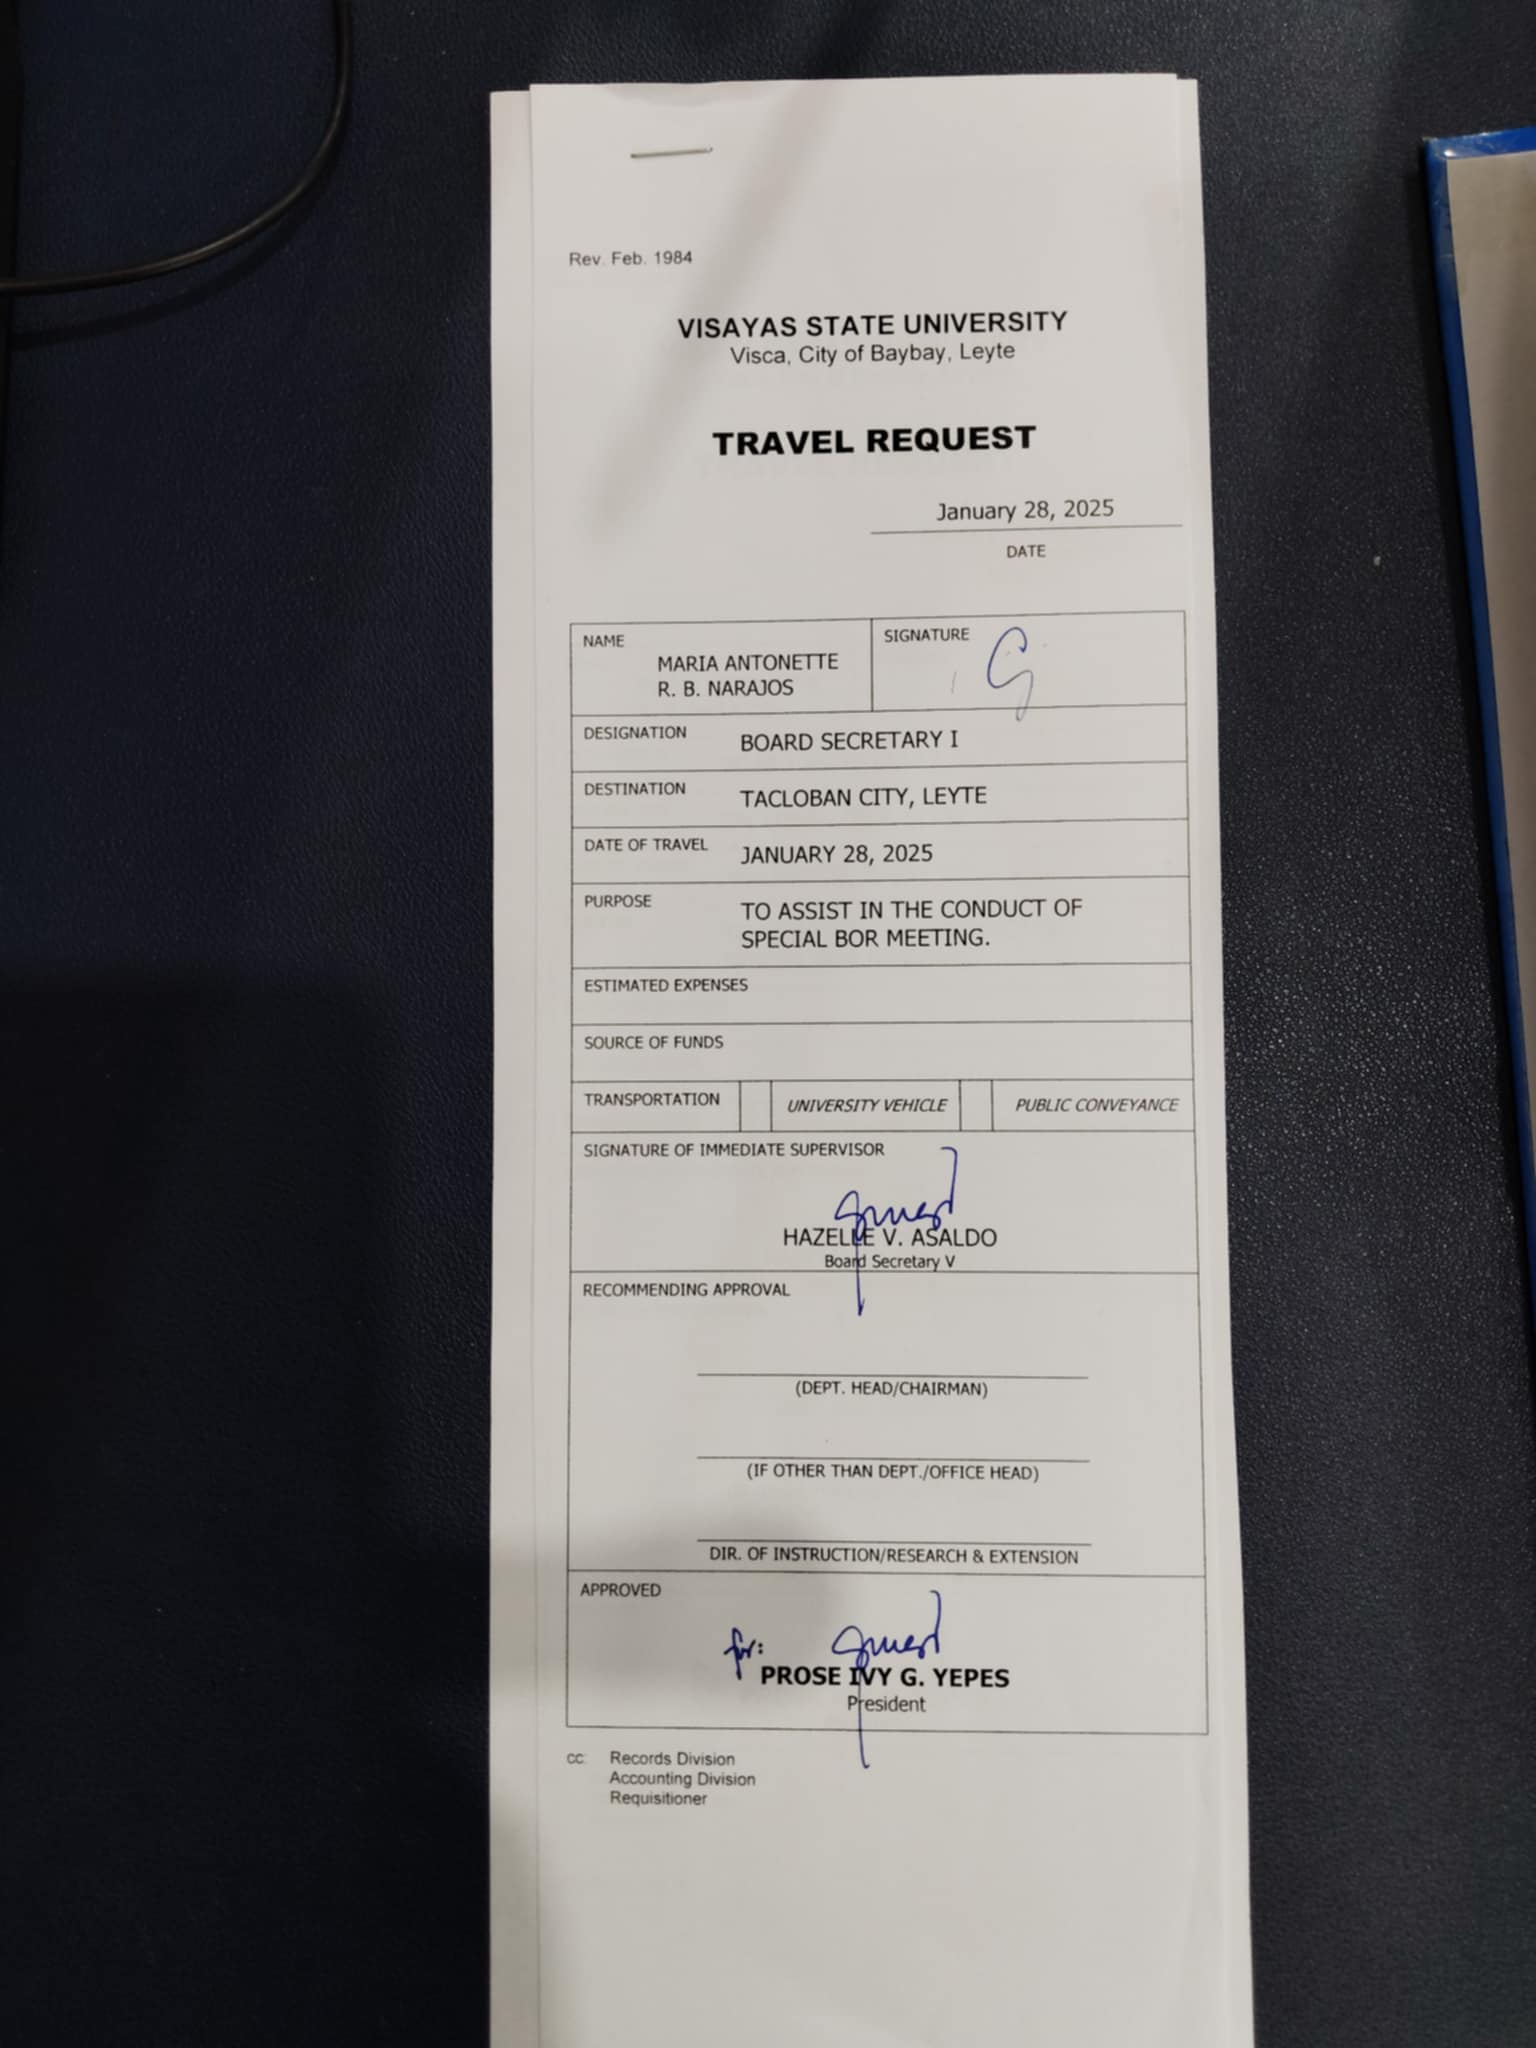 Rev. Feb. 1984
VISAYAS STATE UNIVERSITY
Visca, City of Baybay, Leyte
TRAVEL REQUEST
January 28, 2025
DATE
NAME
MARIA ANTONETTE
R. B. NARAJOS
SIGNATURE
DESIGNATION BOARD SECRETARY I
DESTINATION TACLOBAN CITY, LEYTE
DATE OF TRAVEL JANUARY 28, 2025
PURPOSE TO ASSIST IN THE CONDUCT OF
SPECIAL BOR MEETING.
ESTIMATED EXPENSES
SOURCE OF FUNDS
TRANSPORTATION UNIVERSITY VEHICLE PUBLIC CONVEYANCE
SIGNATURE OF IMMEDIATE SUPERVISOR
HAZELLE V. ASALDO
Board Secretary V
RECOMMENDING APPROVAL
(DEPT. HEAD/CHAIRMAN)
(IF OTHER THAN DEPT./OFFICE HEAD)
DIR. OF INSTRUCTION/RESEARCH & EXTENSION
APPROVED
for:
PROSE IVY G. YEPES
President
cc: Records Division
Accounting Division
Requisitioner